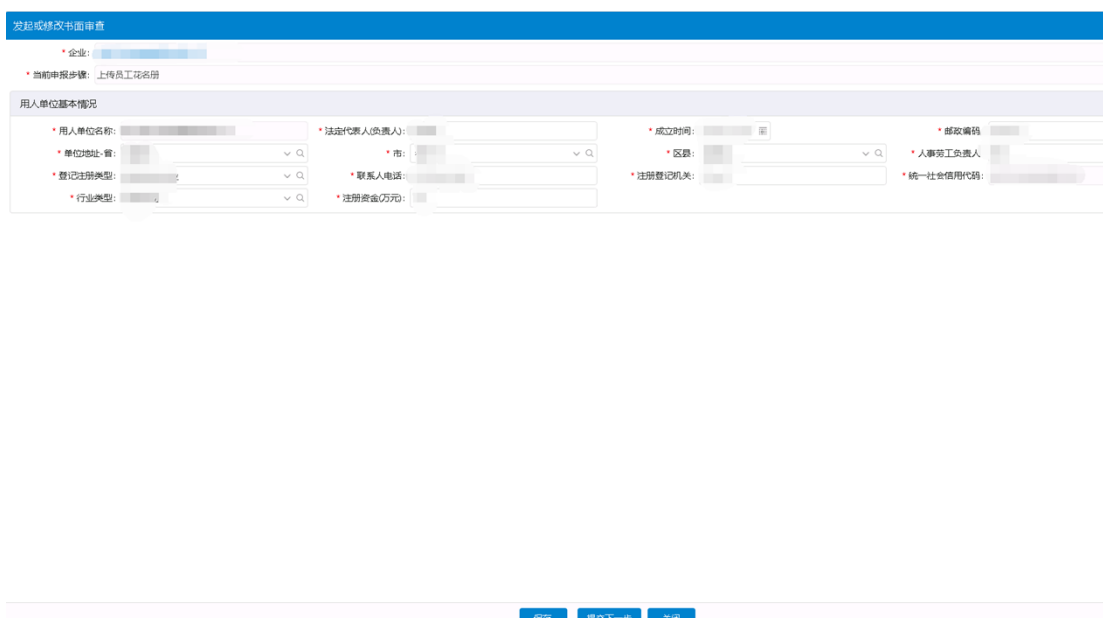 发起或修改书面审查
* 企业:
* 当前申报步骤: 上传员工花名册
用人单位基本情况
* 用人单位名称: * 法定代表人(负责人): * 成立时间: * 邮政编码
* 单位地址-省: * 市: * 区县: * 人事劳工负责人
* 登记注册类型: * 联系人电话: * 注册登记机关: * 统一社会信用代码:
* 行业类型: * 注册资金(万元):
保存 提交下一步 关闭